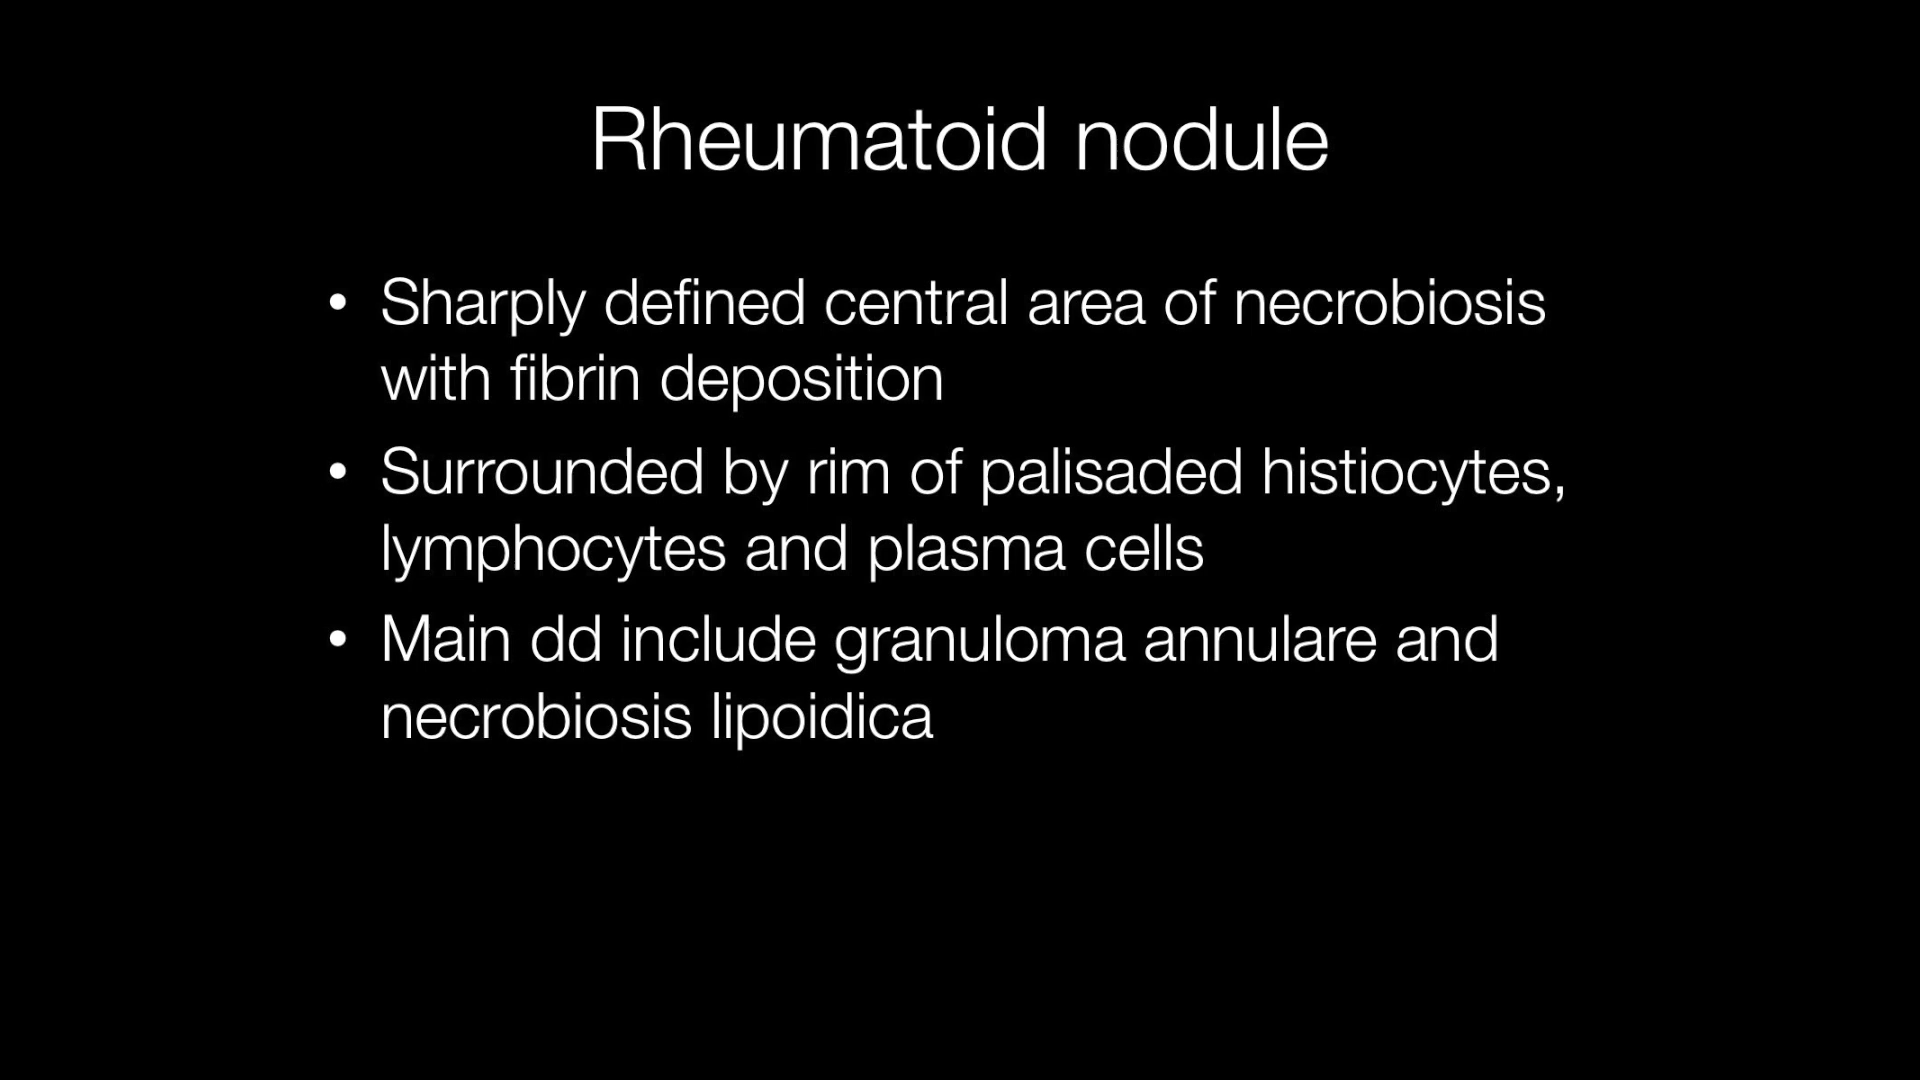 Rheumatoid nodule
• Sharply defined central area of necrobiosis
with fibrin deposition
• Surrounded by rim of palisaded histiocytes,
lymphocytes and plasma cells
• Main dd include granuloma annulare and
necrobiosis lipoidica